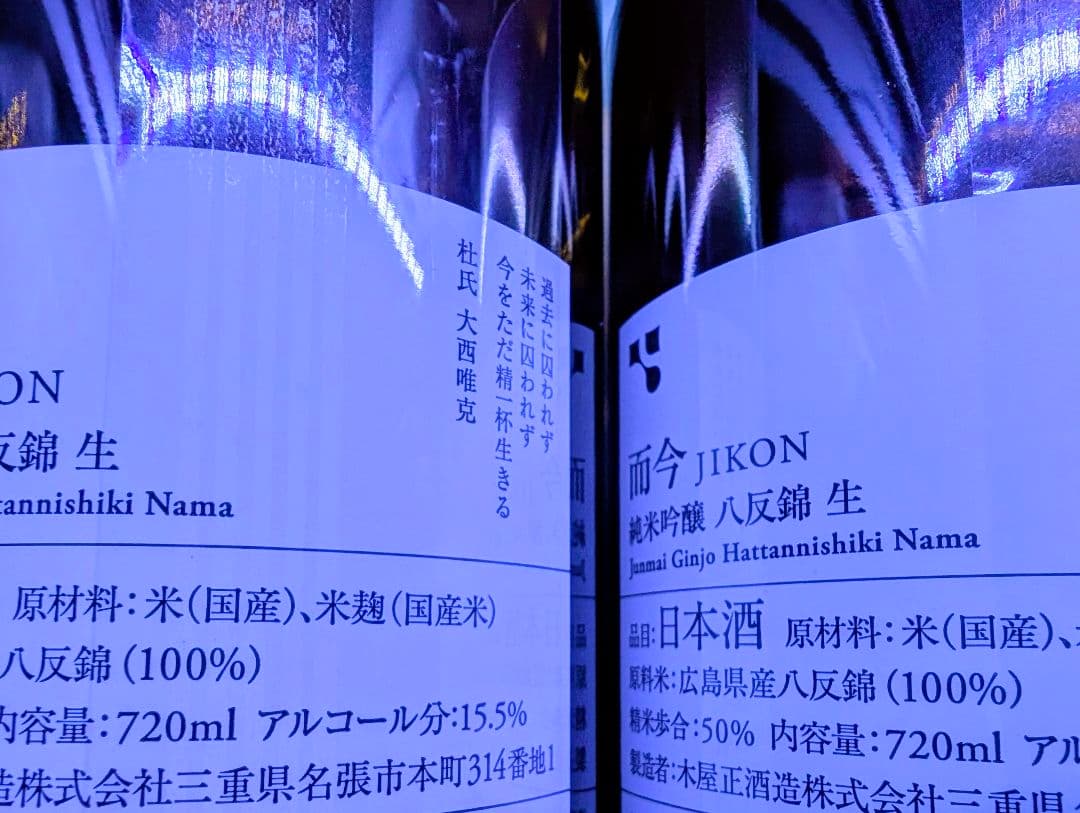 過去に囚われず
未来に囚われず
今をただ精一杯生きる
杜氏 大西唯克
ON
反錦 生
tannishiki Nama
原材料：米（国産）、米麹（国産米）
八反錦（100%）
内容量：720ml アルコール分：15.5%
造株式会社三重県名張市本町314番地1
而今 JIKON
純米吟醸 八反錦 生
Junmai Ginjo Hattannishiki Nama
品目：日本酒 原材料：米（国産）、
原料米：広島県産八反錦（100%）
精米歩合：50% 内容量：720ml アル
製造者：木屋正酒造株式会社三重県